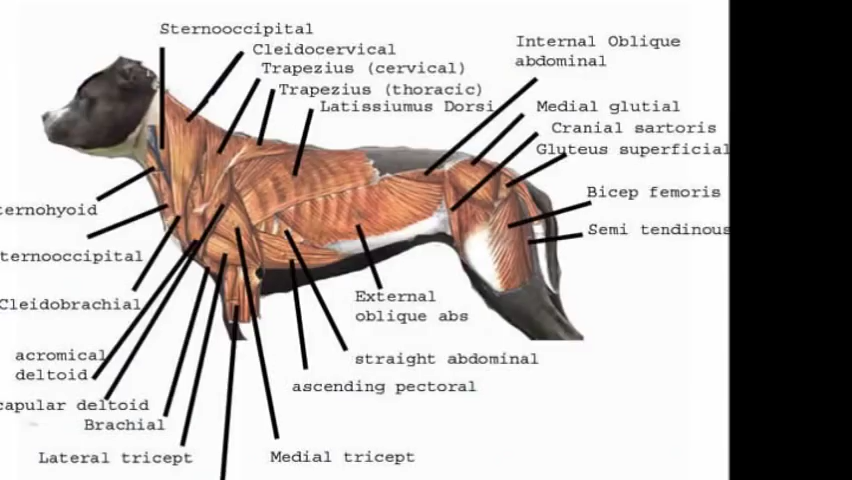 Sternooccipital
Cleidocervical
Trapezius (cervical)
Trapezius (thoracic)
Latissiumus Dorsi
Internal Oblique
abdominal
Medial glutial
Cranial sartoris
Gluteus superficial
Bicep femoris
Semi tendinous
ternohyoid
ternooccipital
Cleidobrachial
acromical
deltoid
capular deltoid
Brachial
Lateral tricept
Medial tricept
External
oblique abs
straight abdominal
ascending pectoral